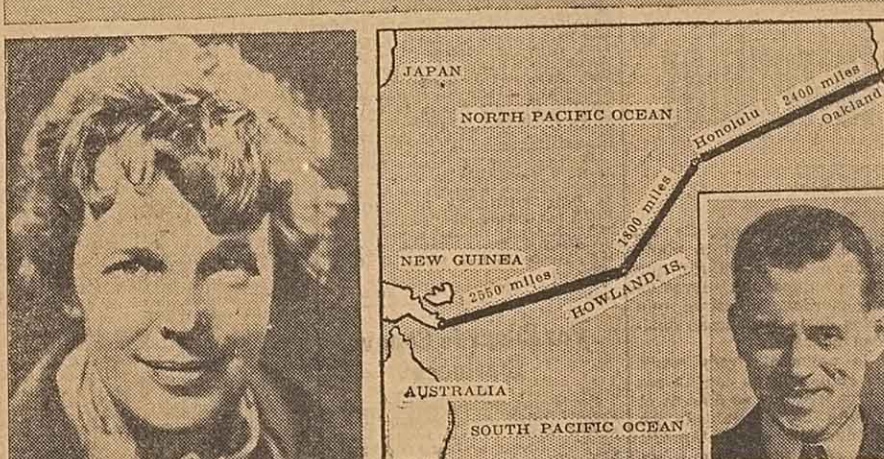 JAPAN
NORTH PACIFIC OCEAN
Honolulu
2400 miles
Oakland
1800 miles
NEW GUINEA
2550 miles
HOWLAND IS.
AUSTRALIA
SOUTH PACIFIC OCEAN